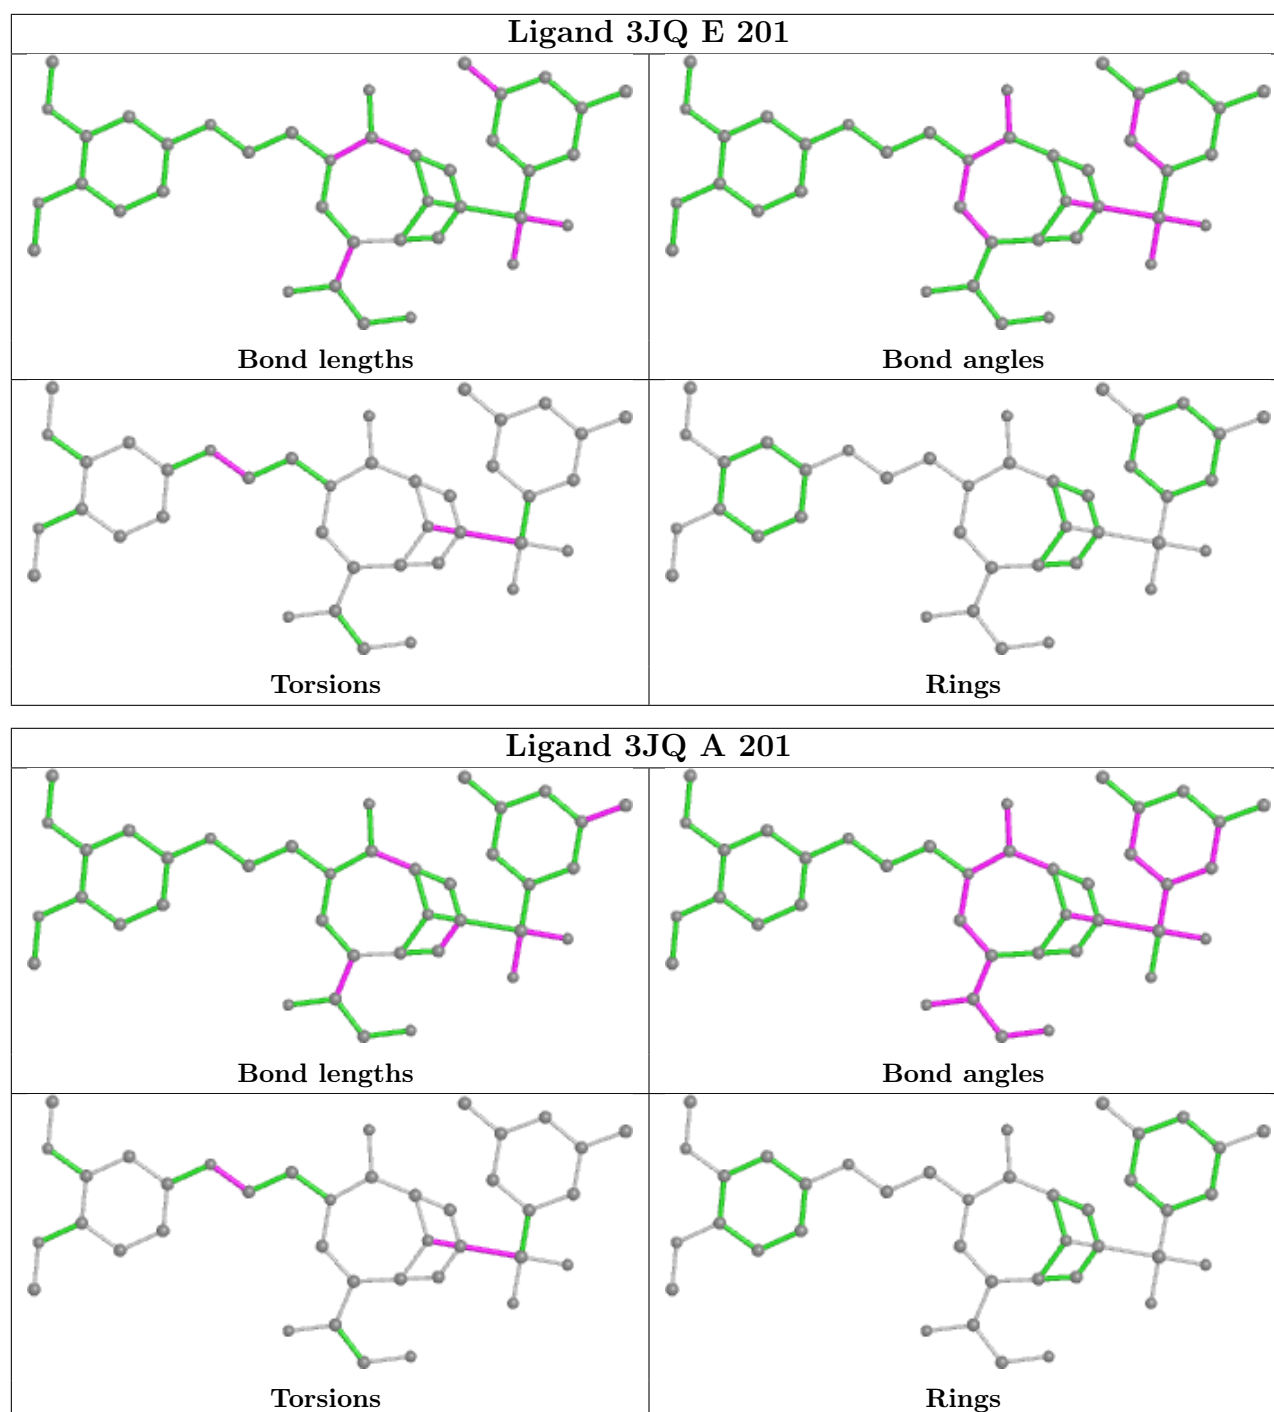 Ligand 3JQ E 201
Bond lengths
Bond angles
Torsions
Rings
Ligand 3JQ A 201
Bond lengths
Bond angles
Torsions
Rings